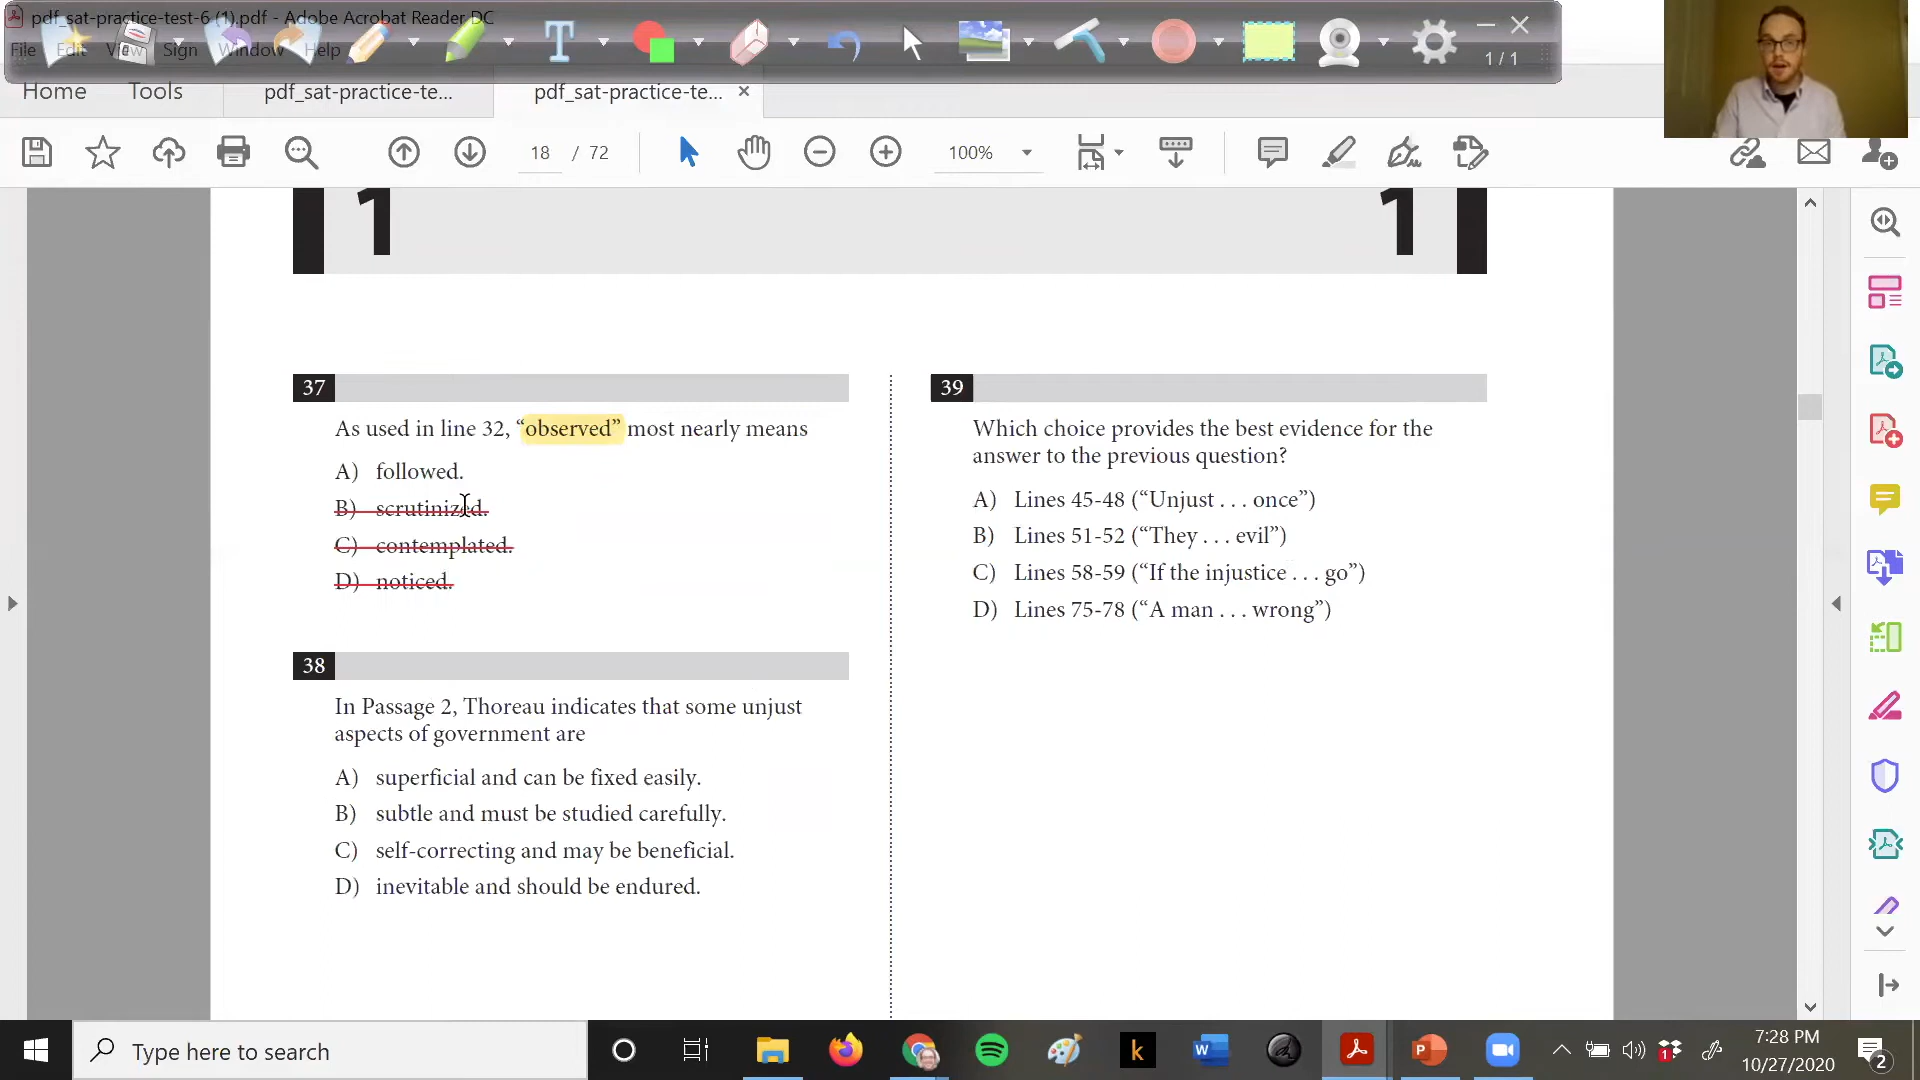 pdf_sat-practice-test-6 (1).pdf - Adobe Acrobat Reader DC
File Edit View Sign Window Help
1 / 1
Home Tools pdf_sat-practice-te... pdf_sat-practice-te...
18 / 72 100%
1 1
37
As used in line 32, “observed” most nearly means
A) followed.
B) scrutinized.
C) contemplated.
D) noticed.
38
In Passage 2, Thoreau indicates that some unjust
aspects of government are
A) superficial and can be fixed easily.
B) subtle and must be studied carefully.
C) self-correcting and may be beneficial.
D) inevitable and should be endured.
39
Which choice provides the best evidence for the
answer to the previous question?
A) Lines 45-48 (“Unjust . . . once”)
B) Lines 51-52 (“They . . . evil”)
C) Lines 58-59 (“If the injustice . . . go”)
D) Lines 75-78 (“A man . . . wrong”)
Type here to search
7:28 PM
10/27/2020
2